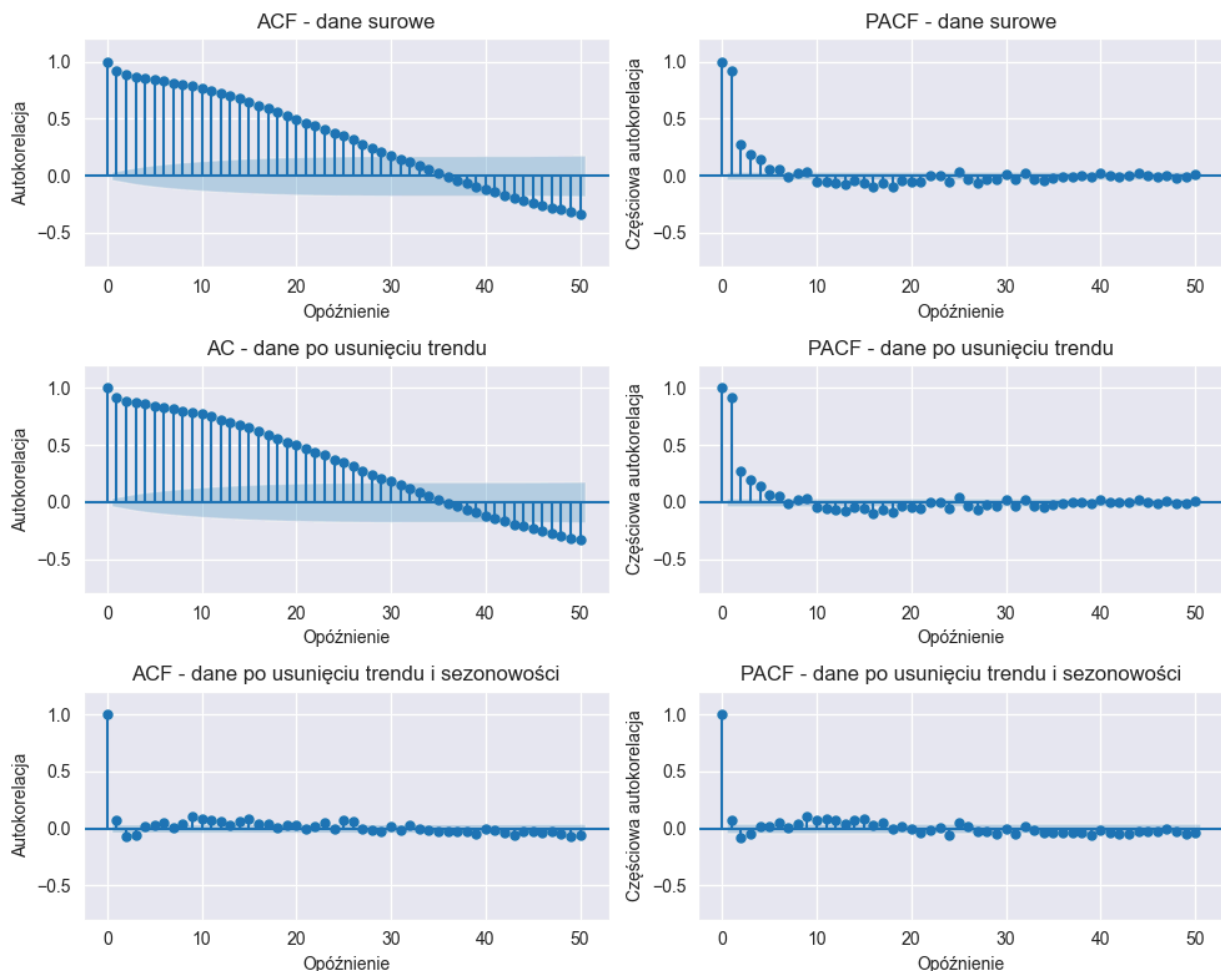 ACF - dane surowe
PACF - dane surowe
Autokorelacja
1.0
0.5
0.0
−0.5
0 10 20 30 40 50
Opóźnienie
Częściowa autokorelacja
1.0
0.5
0.0
−0.5
0 10 20 30 40 50
Opóźnienie
AC - dane po usunięciu trendu
PACF - dane po usunięciu trendu
Autokorelacja
1.0
0.5
0.0
−0.5
0 10 20 30 40 50
Opóźnienie
Częściowa autokorelacja
1.0
0.5
0.0
−0.5
0 10 20 30 40 50
Opóźnienie
ACF - dane po usunięciu trendu i sezonowości
PACF - dane po usunięciu trendu i sezonowości
Autokorelacja
1.0
0.5
0.0
−0.5
0 10 20 30 40 50
Opóźnienie
Częściowa autokorelacja
1.0
0.5
0.0
−0.5
0 10 20 30 40 50
Opóźnienie